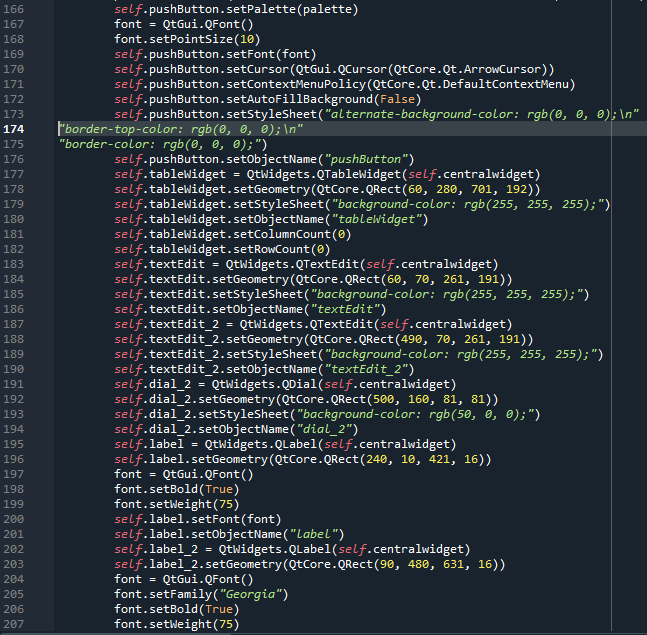 166 self.pushButton.setPalette(palette)
167 font = QtGui.QFont()
168 font.setPointSize(10)
169 self.pushButton.setFont(font)
170 self.pushButton.setCursor(QtGui.QCursor(QtCore.Qt.ArrowCursor))
171 self.pushButton.setContextMenuPolicy(QtCore.Qt.DefaultContextMenu)
172 self.pushButton.setAutoFillBackground(False)
173 self.pushButton.setStyleSheet("alternate-background-color: rgb(0, 0, 0);\n"
174 "border-top-color: rgb(0, 0, 0);\n"
175 "border-color: rgb(0, 0, 0);")
176 self.pushButton.setObjectName("pushButton")
177 self.tableWidget = QtWidgets.QTableWidget(self.centralwidget)
178 self.tableWidget.setGeometry(QtCore.QRect(60, 280, 701, 192))
179 self.tableWidget.setStyleSheet("background-color: rgb(255, 255, 255);")
180 self.tableWidget.setObjectName("tableWidget")
181 self.tableWidget.setColumnCount(0)
182 self.tableWidget.setRowCount(0)
183 self.textEdit = QtWidgets.QTextEdit(self.centralwidget)
184 self.textEdit.setGeometry(QtCore.QRect(60, 70, 261, 191))
185 self.textEdit.setStyleSheet("background-color: rgb(255, 255, 255);")
186 self.textEdit.setObjectName("textEdit")
187 self.textEdit_2 = QtWidgets.QTextEdit(self.centralwidget)
188 self.textEdit_2.setGeometry(QtCore.QRect(490, 70, 261, 191))
189 self.textEdit_2.setStyleSheet("background-color: rgb(255, 255, 255);")
190 self.textEdit_2.setObjectName("textEdit_2")
191 self.dial_2 = QtWidgets.QDial(self.centralwidget)
192 self.dial_2.setGeometry(QtCore.QRect(500, 160, 81, 81))
193 self.dial_2.setStyleSheet("background-color: rgb(50, 0, 0);")
194 self.dial_2.setObjectName("dial_2")
195 self.label = QtWidgets.QLabel(self.centralwidget)
196 self.label.setGeometry(QtCore.QRect(240, 10, 421, 16))
197 font = QtGui.QFont()
198 font.setBold(True)
199 font.setWeight(75)
200 self.label.setFont(font)
201 self.label.setObjectName("label")
202 self.label_2 = QtWidgets.QLabel(self.centralwidget)
203 self.label_2.setGeometry(QtCore.QRect(90, 480, 631, 16))
204 font = QtGui.QFont()
205 font.setFamily("Georgia")
206 font.setBold(True)
207 font.setWeight(75)